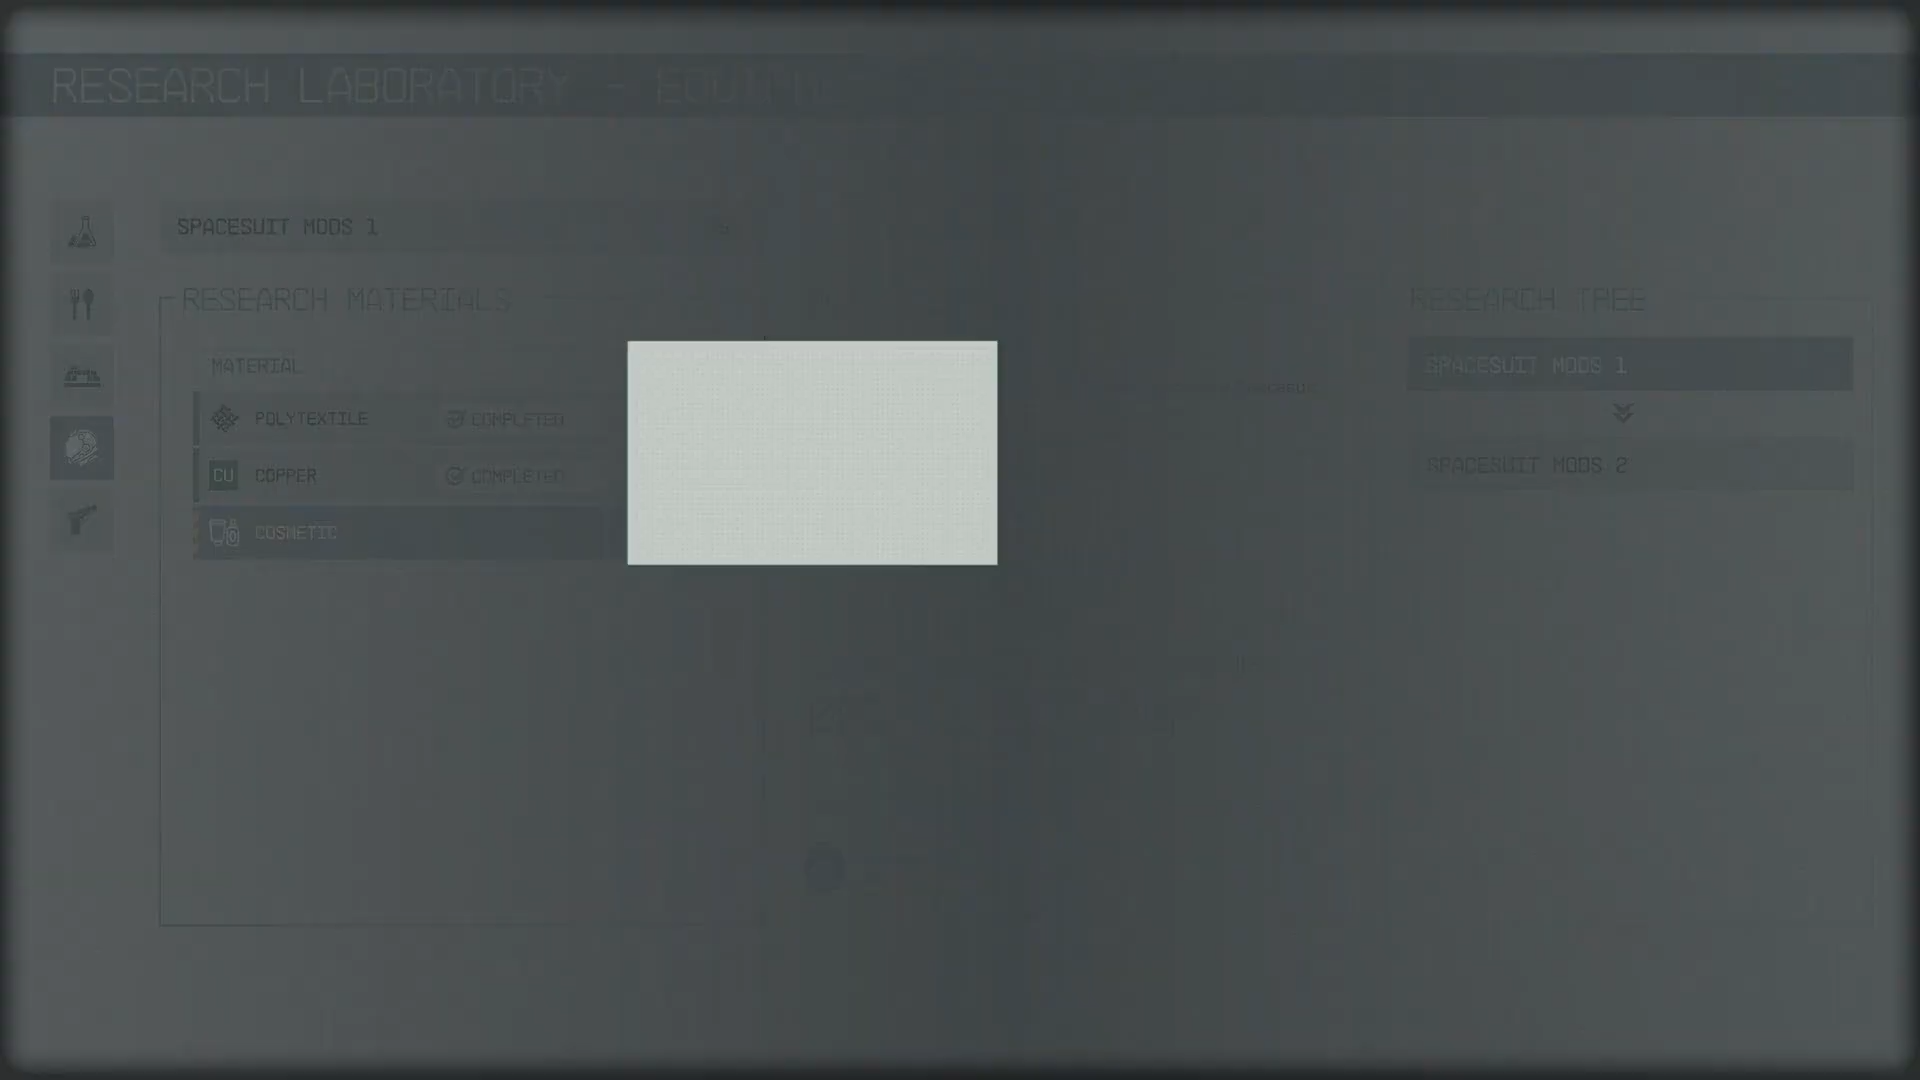 RESEARCH LABORATORY -
SPACESUIT MODS 1
RESEARCH MATERIALS
MATERIAL
POLYTEXTILE COMPLETED
CU COPPER COMPLETED
COSMETIC
RESEARCH TREE
SPACESUIT MODS 1
SPACESUIT MODS 2